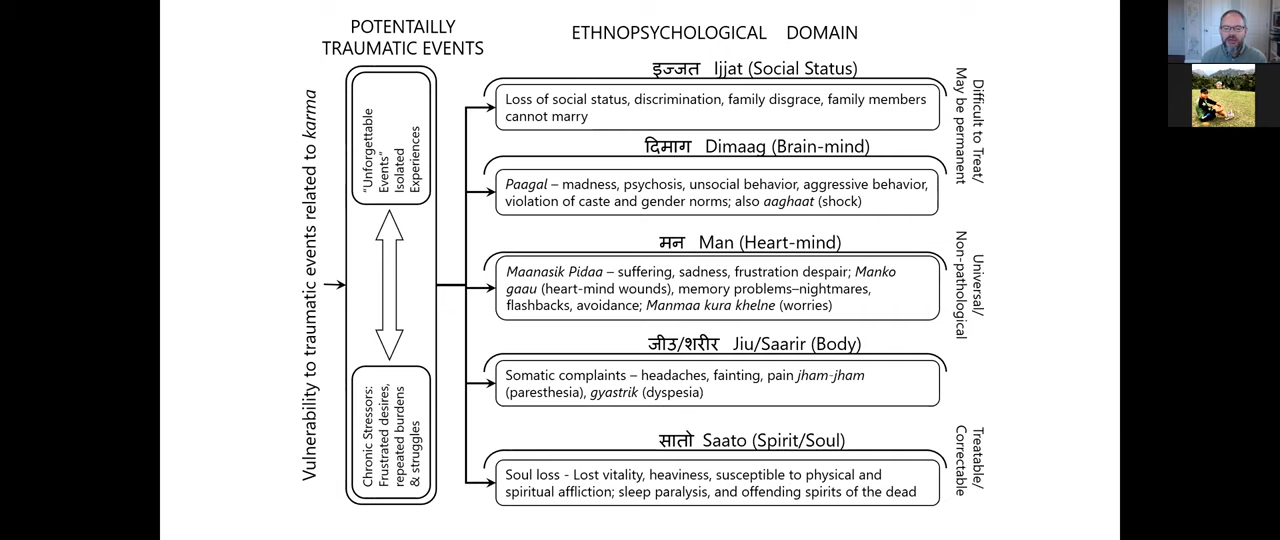 POTENTAILLY
TRAUMATIC EVENTS
ETHNOPSYCHOLOGICAL DOMAIN
Vulnerability to traumatic events related to karma
"Unforgettable
Events"
Isolated
Experiences
Chronic Stressors:
Frustrated desires,
repeated burdens
& struggles
इज्जत Ijjat (Social Status)
Loss of social status, discrimination, family disgrace, family members
cannot marry
दिमाग Dimaag (Brain-mind)
Paagal – madness, psychosis, unsocial behavior, aggressive behavior,
violation of caste and gender norms; also aaghaat (shock)
मन Man (Heart-mind)
Maanasik Pidaa – suffering, sadness, frustration despair; Manko
gaau (heart-mind wounds), memory problems–nightmares,
flashbacks, avoidance; Manmaa kura khelne (worries)
जीउ/शरीर Jiu/Saarir (Body)
Somatic complaints – headaches, fainting, pain jham-jham
(paresthesia), gyastrik (dyspesia)
सातो Saato (Spirit/Soul)
Soul loss - Lost vitality, heaviness, susceptible to physical and
spiritual affliction; sleep paralysis, and offending spirits of the dead
Difficult to Treat/
May be permanent
Universal/
Non-pathological
Treatable/
Correctable